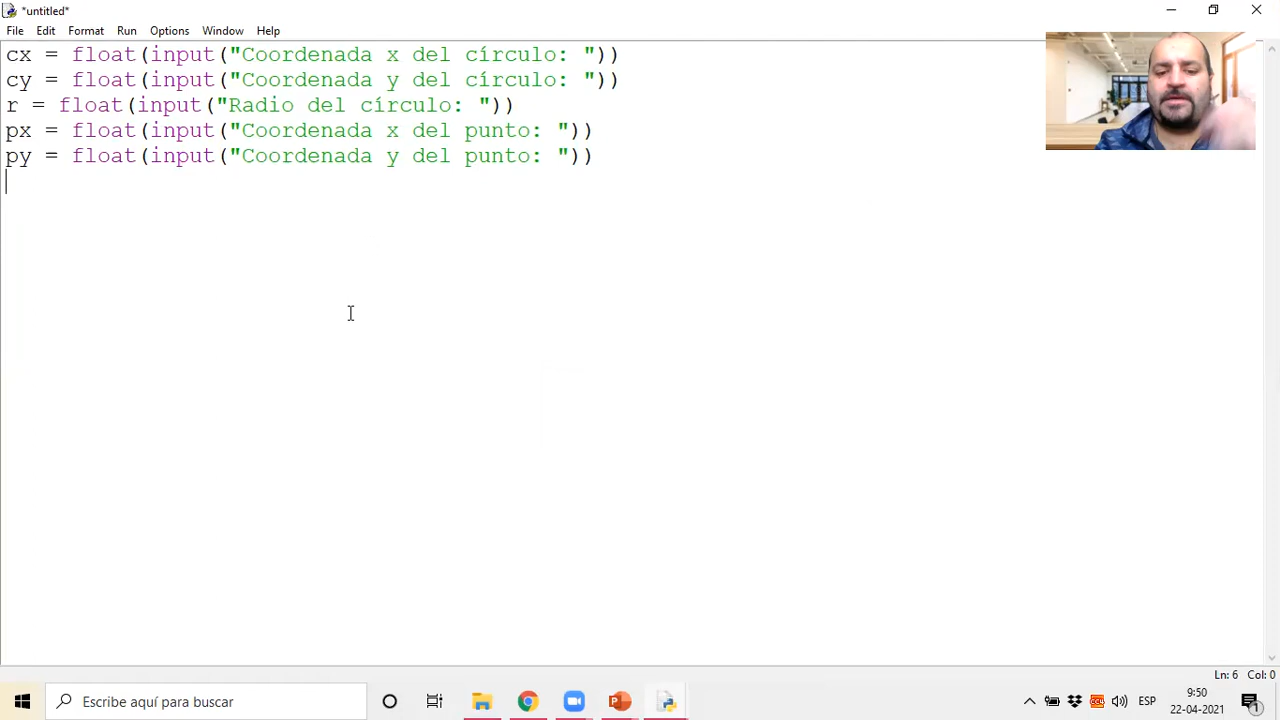 *untitled*
File Edit Format Run Options Window Help
cx = float(input("Coordenada x del círculo: "))
cy = float(input("Coordenada y del círculo: "))
r = float(input("Radio del círculo: "))
px = float(input("Coordenada x del punto: "))
py = float(input("Coordenada y del punto: "))
Ln: 6 Col: 0
Escribe aquí para buscar
ESP
9:50
22-04-2021